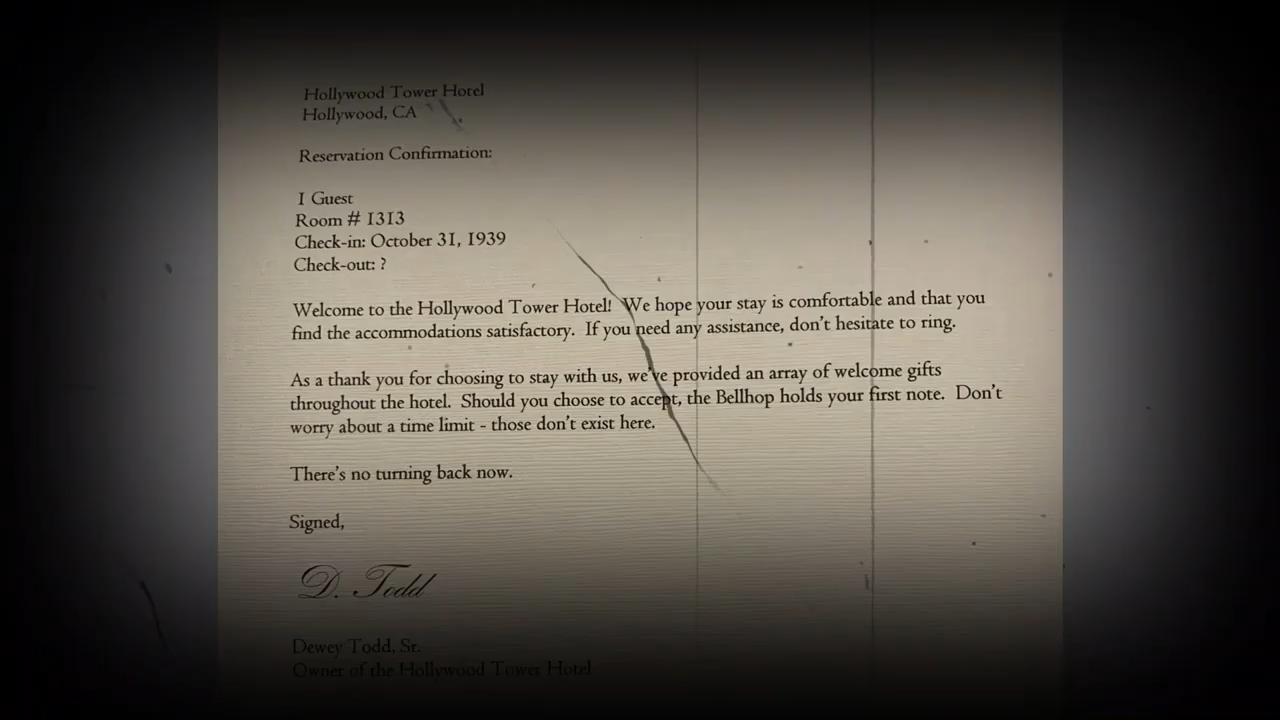 Hollywood Tower Hotel
Hollywood, CA
Reservation Confirmation:
1 Guest
Room # 1313
Check-in: October 31, 1939
Check-out: ?
Welcome to the Hollywood Tower Hotel!  We hope your stay is comfortable and that you
find the accommodations satisfactory.  If you need any assistance, don't hesitate to ring.
As a thank you for choosing to stay with us, we've provided an array of welcome gifts
throughout the hotel.  Should you choose to accept, the Bellhop holds your first note.  Don't
worry about a time limit - those don't exist here.
There's no turning back now.
Signed,
D. Todd
Dewey Todd, Sr.
Owner of the Hollywood Tower Hotel